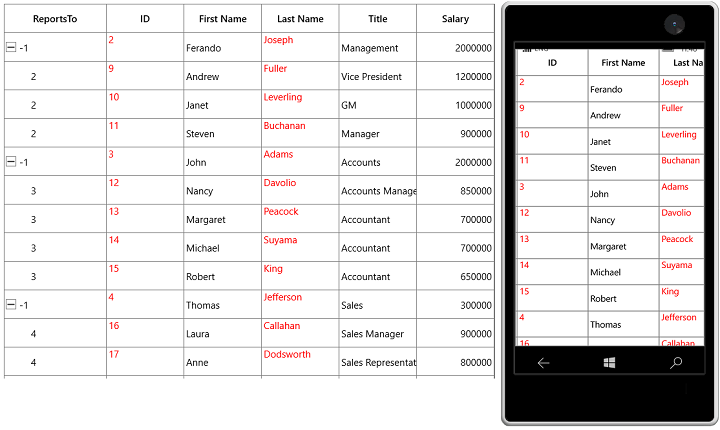 ReportsTo ID First Name Last Name Title Salary
-1 2 Ferando Joseph Management 2000000
2 9 Andrew Fuller Vice President 1200000
2 10 Janet Leverling GM 1000000
2 11 Steven Buchanan Manager 900000
-1 3 John Adams Accounts 2000000
3 12 Nancy Davolio Accounts Manage 850000
3 13 Margaret Peacock Accountant 700000
3 14 Michael Suyama Accountant 700000
3 15 Robert King Accountant 650000
-1 4 Thomas Jefferson Sales 300000
4 16 Laura Callahan Sales Manager 900000
4 17 Anne Dodsworth Sales Representat 800000
ENG
ID First Name Last Na
2 Ferando Joseph
9 Andrew Fuller
10 Janet Leverling
11 Steven Buchanan
3 John Adams
12 Nancy Davolio
13 Margaret Peacock
14 Michael Suyama
15 Robert King
4 Thomas Jefferson
16 Callahan